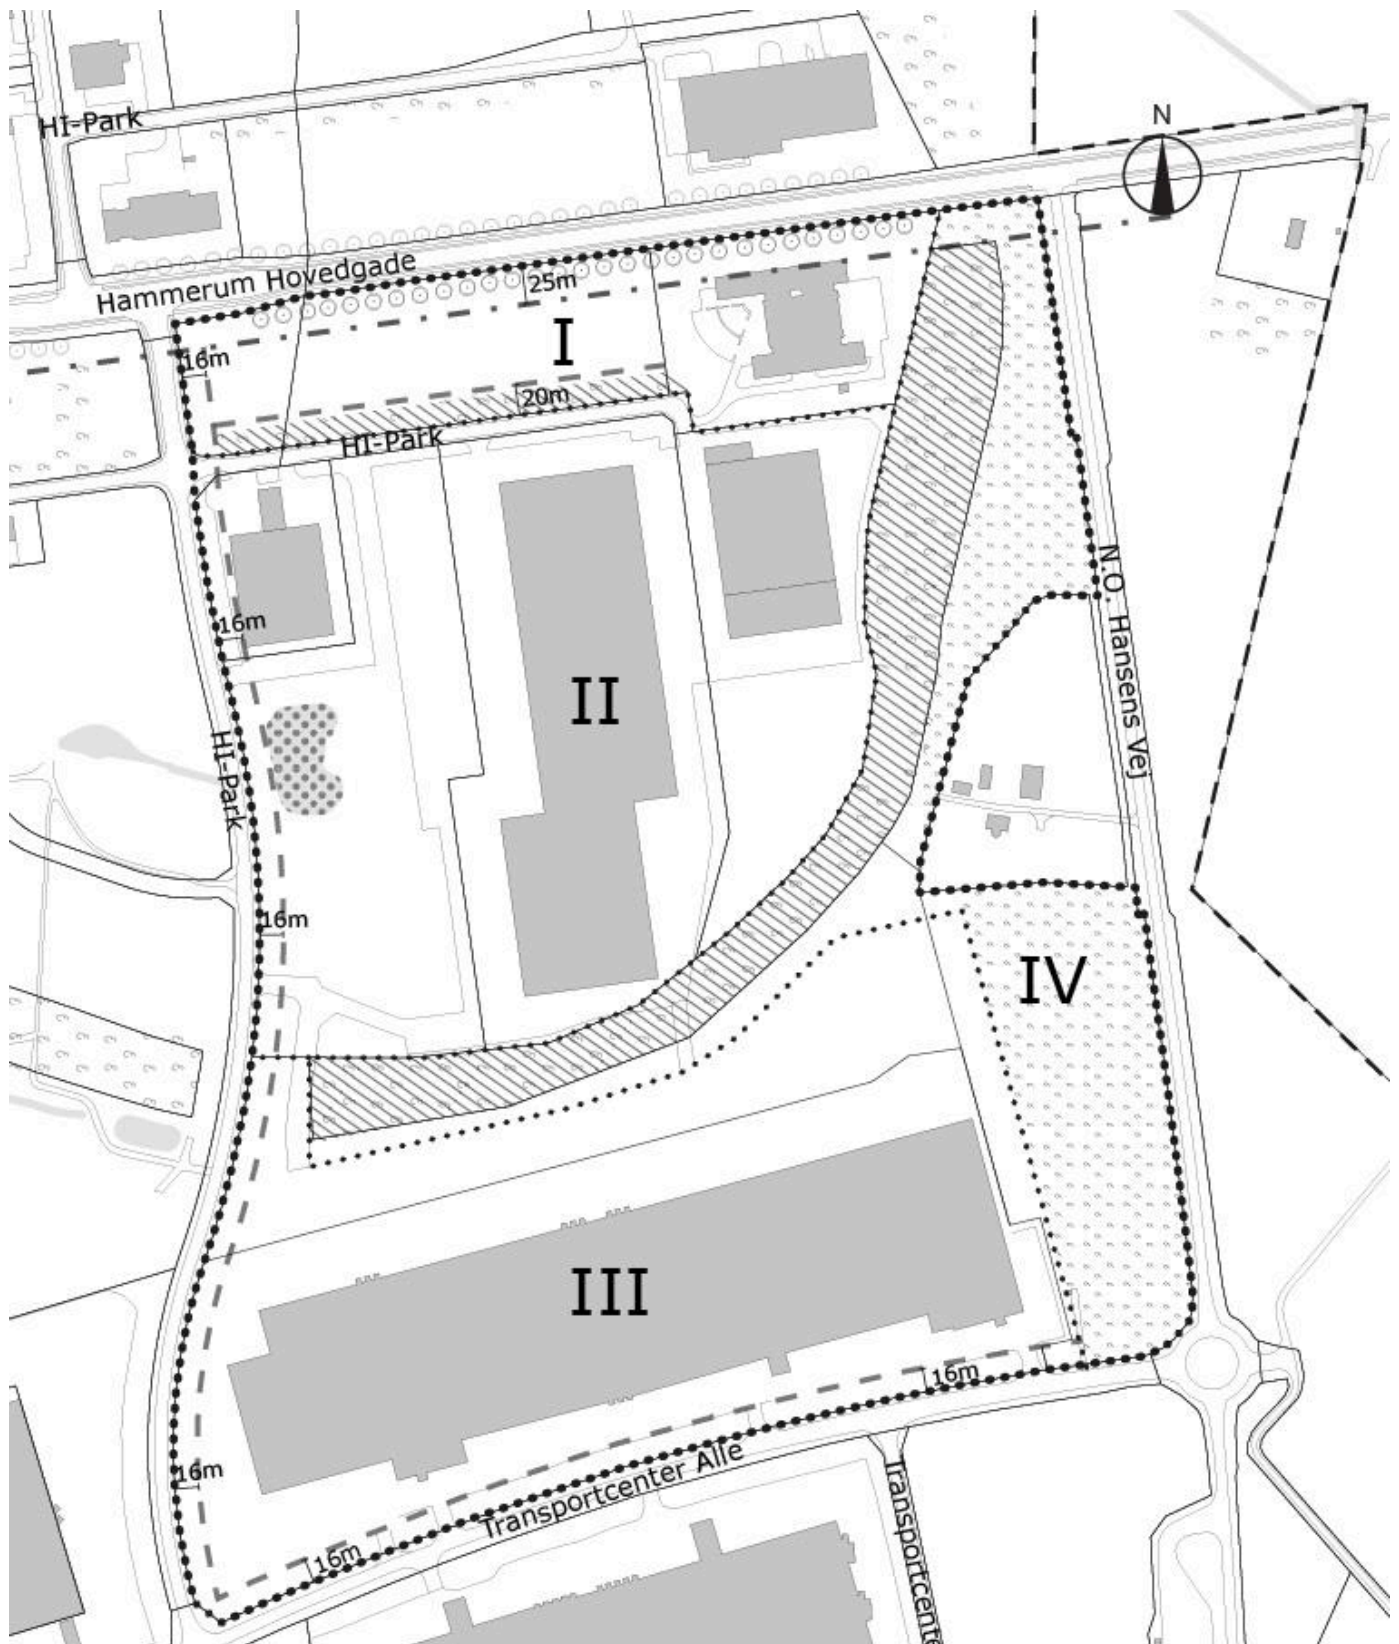 N
HI-Park
Hammerum Hovedgade
25m
I
16m
20m
HI-Park
N.O. Hansens Vej
16m
II
HI-Park
16m
IV
III
16m
16m
Transportcenter Alle
16m
Transportcente